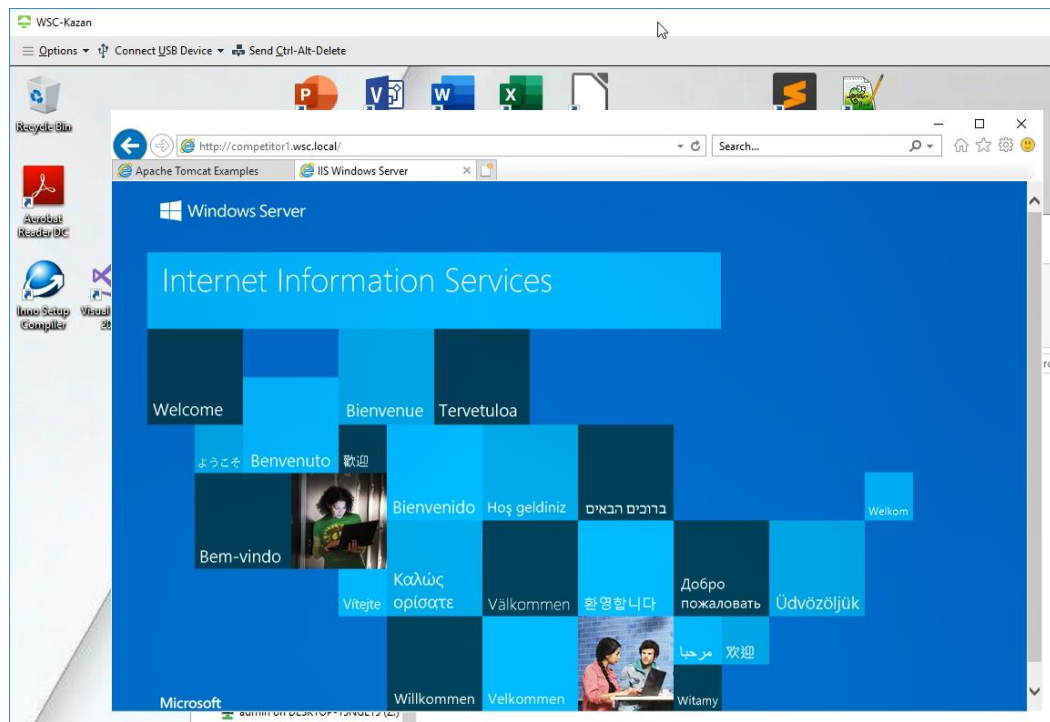 WSC-Kazan
Options Connect USB Device Send Ctrl-Alt-Delete
Recycle Bin
P
V
W
X
http://competitor1.wsc.local/
Search...
Apache Tomcat Examples
IIS Windows Server
Acrobat
Reader DC
Inno Setup
Compiler
Windows Server
Internet Information Services
Welcome
Bienvenue
Tervetuloa
ようこそ
Benvenuto
歡迎
Bienvenido
Hoş geldiniz
ברוכים הבאים
Welkom
Bem-vindo
Vítejte
Καλώς
ορίσατε
Välkommen
환영합니다
Добро
пожаловать
Üdvözöljük
مرحبا
欢迎
Microsoft
Willkommen
Velkommen
Witamy